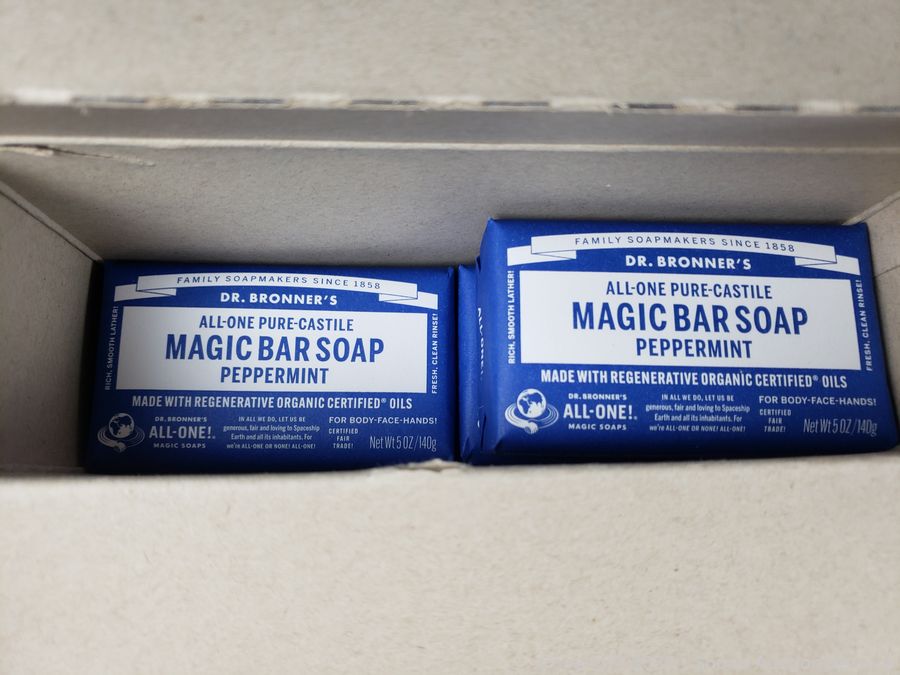 FAMILY SOAPMAKERS SINCE 1858
DR. BRONNER'S
ALL-ONE PURE-CASTILE
MAGIC BAR SOAP
PEPPERMINT
RICH, SMOOTH LATHER!
FRESH, CLEAN RINSE!
MADE WITH REGENERATIVE ORGANIC CERTIFIED® OILS
DR. BRONNER'S
ALL-ONE!®
MAGIC SOAPS
IN ALL WE DO, LET US BE
generous, fair and loving to Spaceship
Earth and all its inhabitants. For
we're ALL-ONE OR NONE! ALL-ONE!
FOR BODY-FACE-HANDS!
CERTIFIED
FAIR
TRADE!
Net Wt 5 OZ/140g
FAMILY SOAPMAKERS SINCE 1858
DR. BRONNER'S
ALL-ONE PURE-CASTILE
MAGIC BAR SOAP
PEPPERMINT
RICH, SMOOTH LATHER!
FRESH, CLEAN RINSE!
MADE WITH REGENERATIVE ORGANIC CERTIFIED® OILS
DR. BRONNER'S
ALL-ONE!®
MAGIC SOAPS
IN ALL WE DO, LET US BE
generous, fair and loving to Spaceship
Earth and all its inhabitants. For
we're ALL-ONE OR NONE! ALL-ONE!
FOR BODY-FACE-HANDS!
CERTIFIED
FAIR
TRADE!
Net Wt 5 OZ/140g